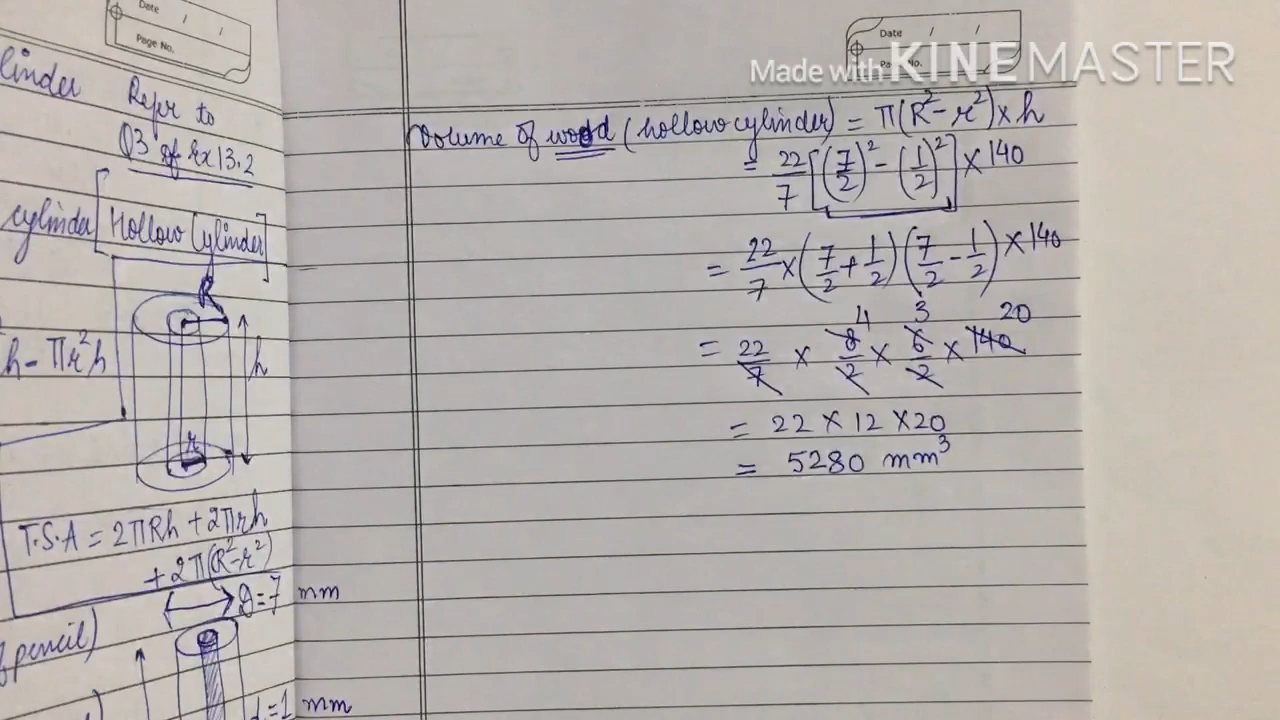 Date / /
Page No.
linder Refer to
Q3 of Ex 13.2
cylinder [Hollow Cylinder]
R
h - πr²h
h
r
T.S.A = 2πRh + 2πrh
+ 2π(R² - r²)
D = 7 mm
pencil)
d = 1 mm
Date / /
Made with KINEMASTER
Volume of wood (hollow cylinder) = π(R² - r²) × h
= 22/7 [(7/2)² - (1/2)²] × 140
= 22/7 × (7/2 + 1/2) (7/2 - 1/2) × 140
4 3 20
= 22/7 × 8/2 × 6/2 × 140
= 22 × 12 × 20
= 5280 mm³